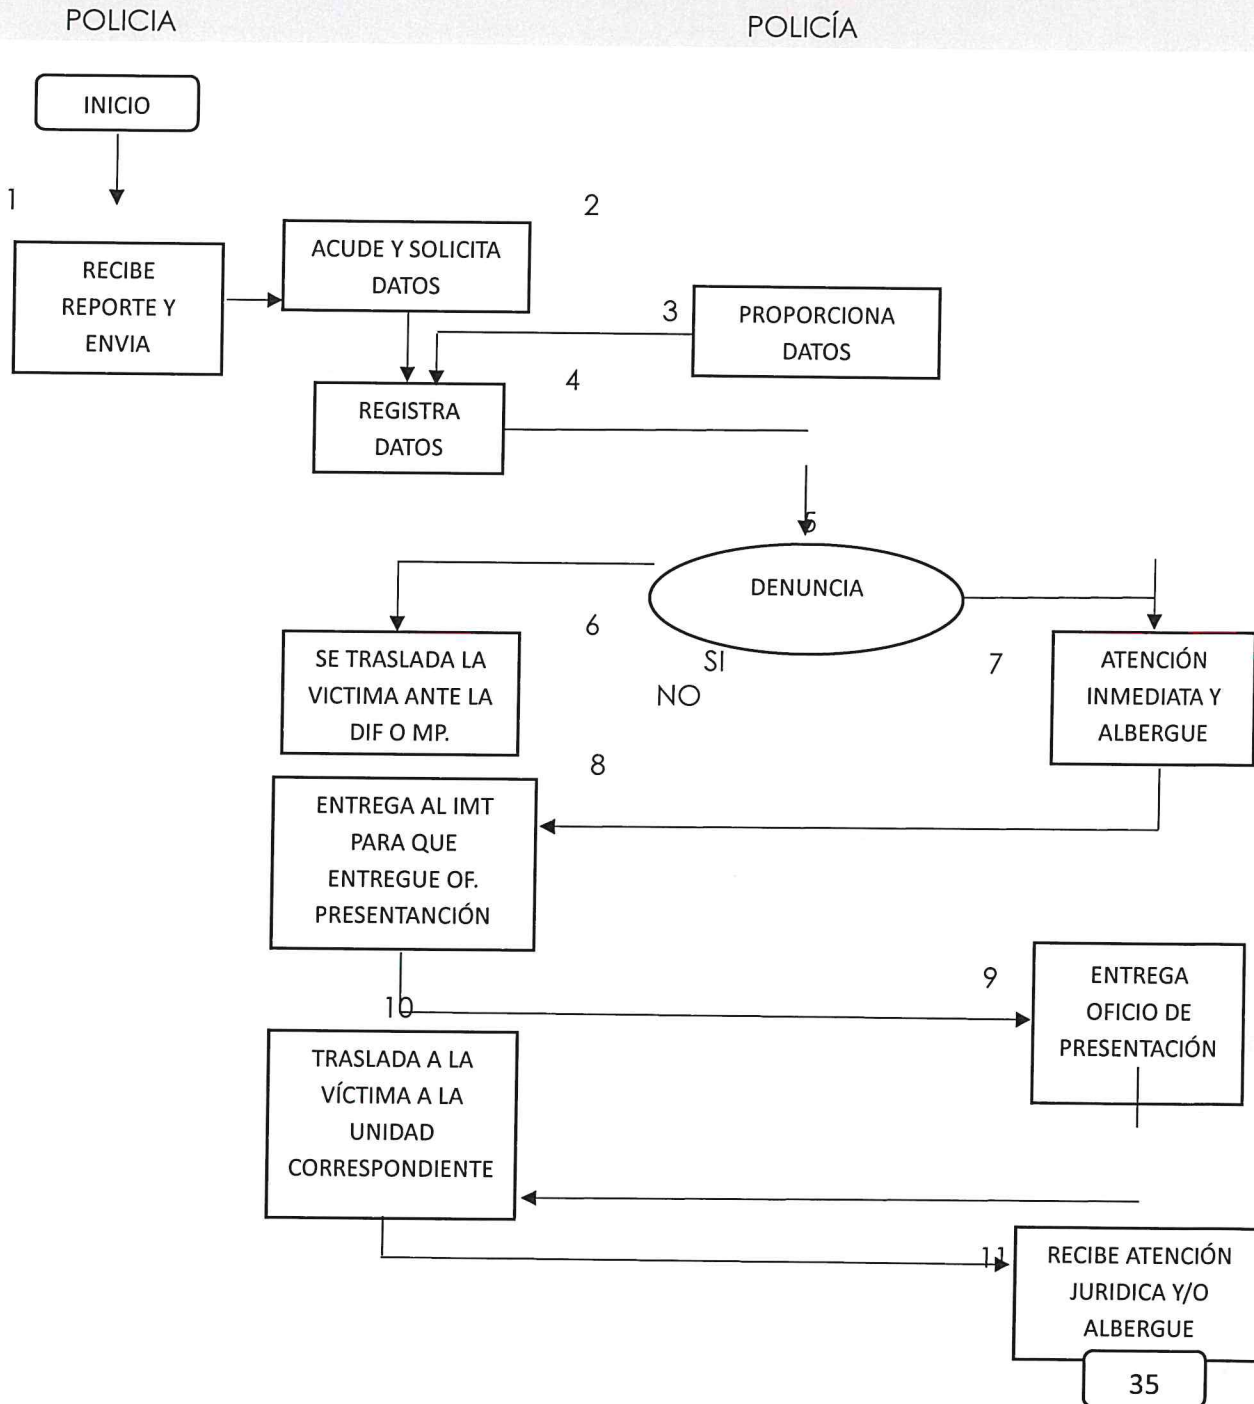 POLICIA
POLICÍA
INICIO
1
RECIBE
REPORTE Y
ENVIA
2
ACUDE Y SOLICITA
DATOS
3
PROPORCIONA
DATOS
4
REGISTRA
DATOS
5
DENUNCIA
6
SI
NO
7
SE TRASLADA LA
VICTIMA ANTE LA
DIF O MP.
ATENCIÓN
INMEDIATA Y
ALBERGUE
8
ENTREGA AL IMT
PARA QUE
ENTREGUE OF.
PRESENTANCIÓN
9
ENTREGA
OFICIO DE
PRESENTACIÓN
10
TRASLADA A LA
VÍCTIMA A LA
UNIDAD
CORRESPONDIENTE
11
RECIBE ATENCIÓN
JURIDICA Y/O
ALBERGUE
35